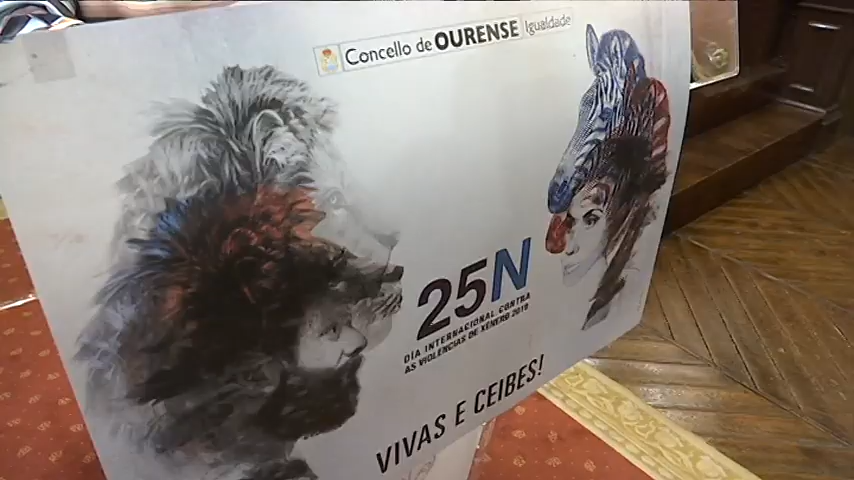 Concello de OURENSE Igualdade
25N
DÍA INTERNACIONAL CONTRA
AS VIOLENCIAS DE XÉNERO 2019
VIVAS E CEIBES!